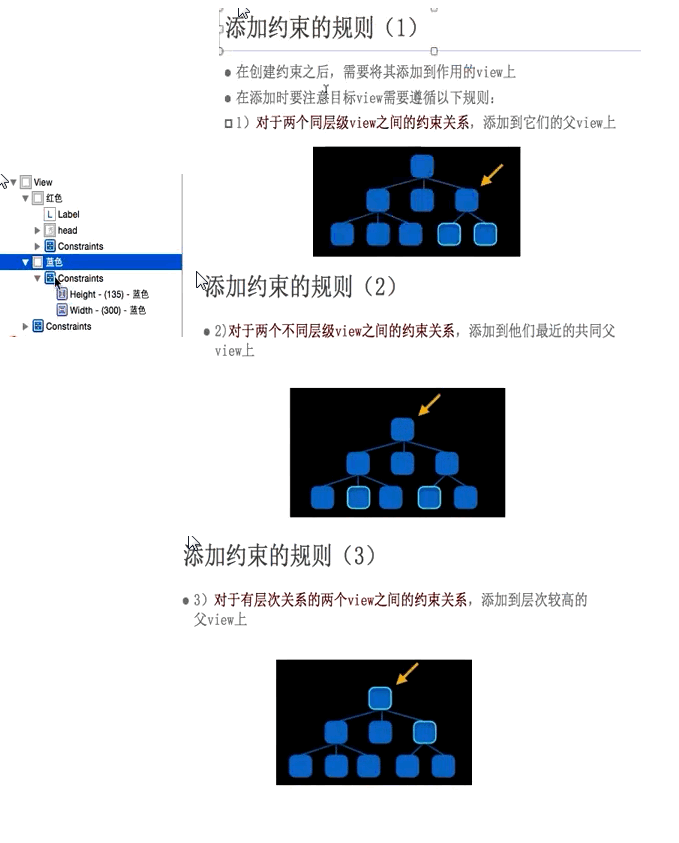 添加约束的规则（1）
●在创建约束之后，需要将其添加到作用的view上
●在添加时要注意目标view需要遵循以下规则：
1）对于两个同层级view之间的约束关系，添加到它们的父view上
View
红色
L Label
head
Constraints
蓝色
Constraints
Height - (135) - 蓝色
Width - (300) - 蓝色
Constraints
添加约束的规则（2）
●2)对于两个不同层级view之间的约束关系，添加到他们最近的共同父
view上
添加约束的规则（3）
●3）对于有层次关系的两个view之间的约束关系，添加到层次较高的
父view上